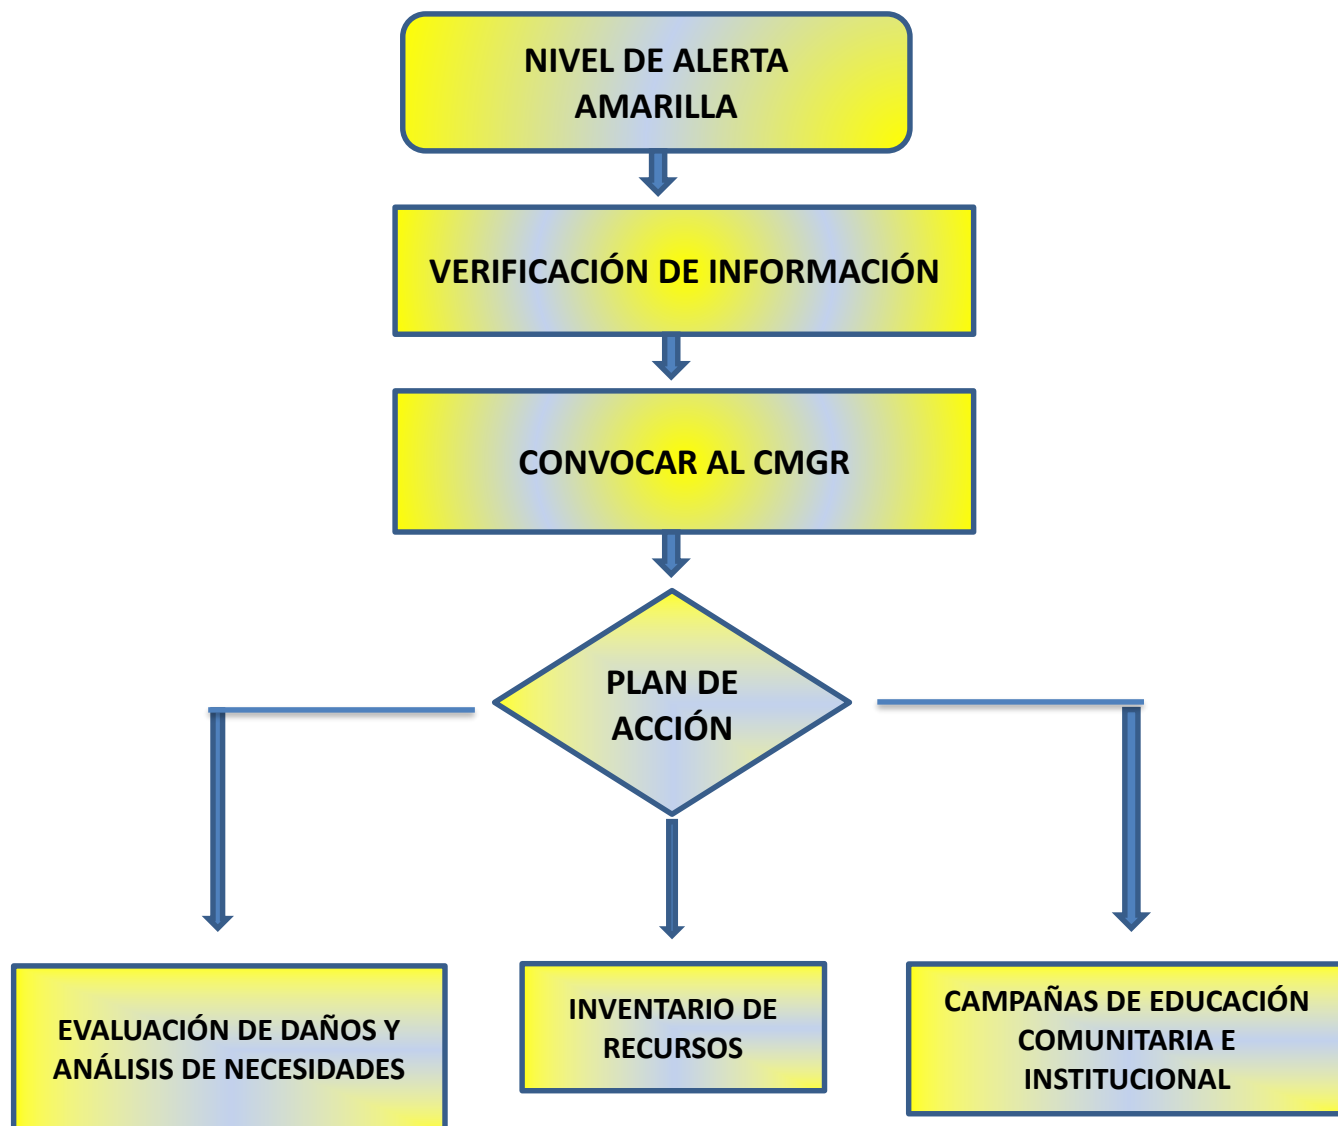 NIVEL DE ALERTA
AMARILLA
VERIFICACIÓN DE INFORMACIÓN
CONVOCAR AL CMGR
PLAN DE
ACCIÓN
EVALUACIÓN DE DAÑOS Y
ANÁLISIS DE NECESIDADES
INVENTARIO DE
RECURSOS
CAMPAÑAS DE EDUCACIÓN
COMUNITARIA E
INSTITUCIONAL